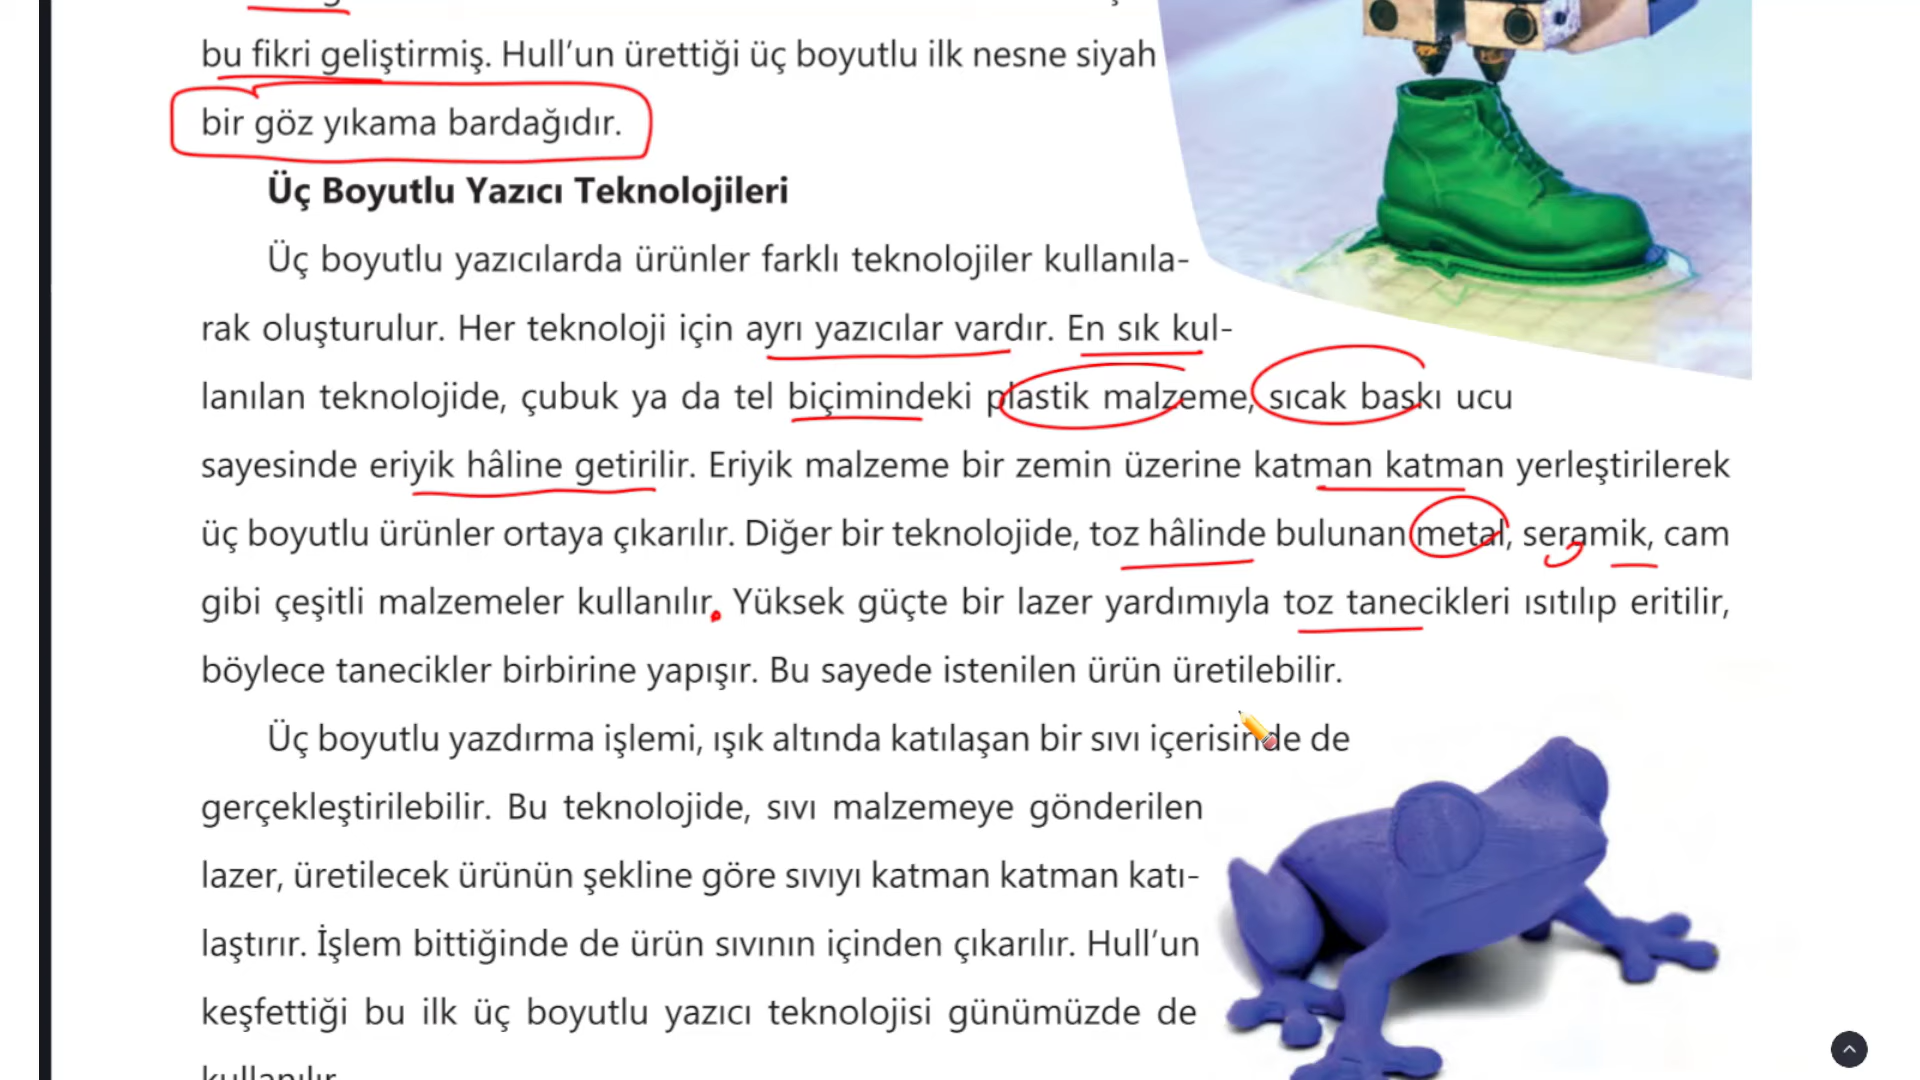 bu fikri geliştirmiş. Hull’un ürettiği üç boyutlu ilk nesne siyah
bir göz yıkama bardağıdır.
Üç Boyutlu Yazıcı Teknolojileri
Üç boyutlu yazıcılarda ürünler farklı teknolojiler kullanıla-
rak oluşturulur. Her teknoloji için ayrı yazıcılar vardır. En sık kul-
lanılan teknolojide, çubuk ya da tel biçimindeki plastik malzeme, sıcak baskı ucu
sayesinde eriyik hâline getirilir. Eriyik malzeme bir zemin üzerine katman katman yerleştirilerek
üç boyutlu ürünler ortaya çıkarılır. Diğer bir teknolojide, toz hâlinde bulunan metal, seramik, cam
gibi çeşitli malzemeler kullanılır. Yüksek güçte bir lazer yardımıyla toz tanecikleri ısıtılıp eritilir,
böylece tanecikler birbirine yapışır. Bu sayede istenilen ürün üretilebilir.
Üç boyutlu yazdırma işlemi, ışık altında katılaşan bir sıvı içerisinde de
gerçekleştirilebilir. Bu teknolojide, sıvı malzemeye gönderilen
lazer, üretilecek ürünün şekline göre sıvıyı katman katman katı-
laştırır. İşlem bittiğinde de ürün sıvının içinden çıkarılır. Hull’un
keşfettiği bu ilk üç boyutlu yazıcı teknolojisi günümüzde de
kullanılır.